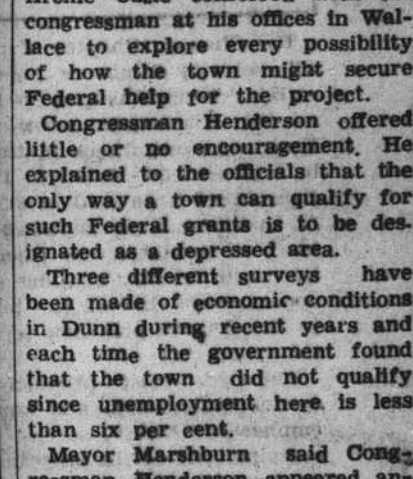 congressman at his offices in Wal-
lace to explore every possibility
of how the town might secure
Federal help for the project.
Congressman Henderson offered
little or no encouragement. He
explained to the officials that the
only way a town can qualify for
such Federal grants is to be des-
ignated as a depressed area.
Three different surveys have
been made of economic conditions
in Dunn during recent years and
each time the government found
that the town did not qualify
since unemployment here is less
than six per cent.
Mayor Marshburn said Cong-
ressman Henderson appeared an-